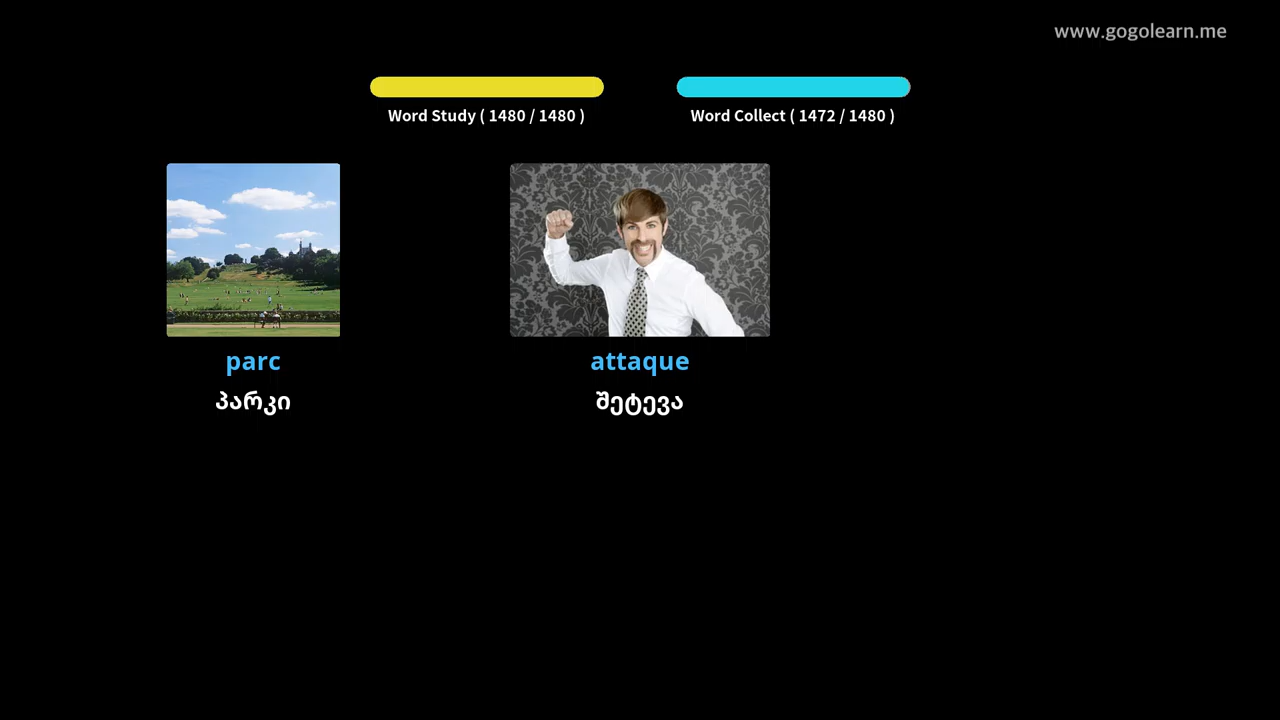 www.gogolearn.me
Word Study ( 1480 / 1480 )
Word Collect ( 1472 / 1480 )
parc
attaque
პარკი
შეტევა